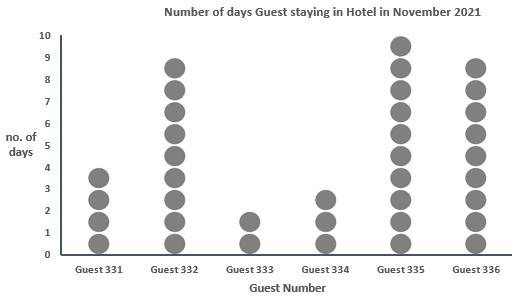 Number of days Guest staying in Hotel in November 2021
10
9
8
7
6
5
4
3
2
1
0
no. of
days
Guest 331 Guest 332 Guest 333 Guest 334 Guest 335 Guest 336
Guest Number